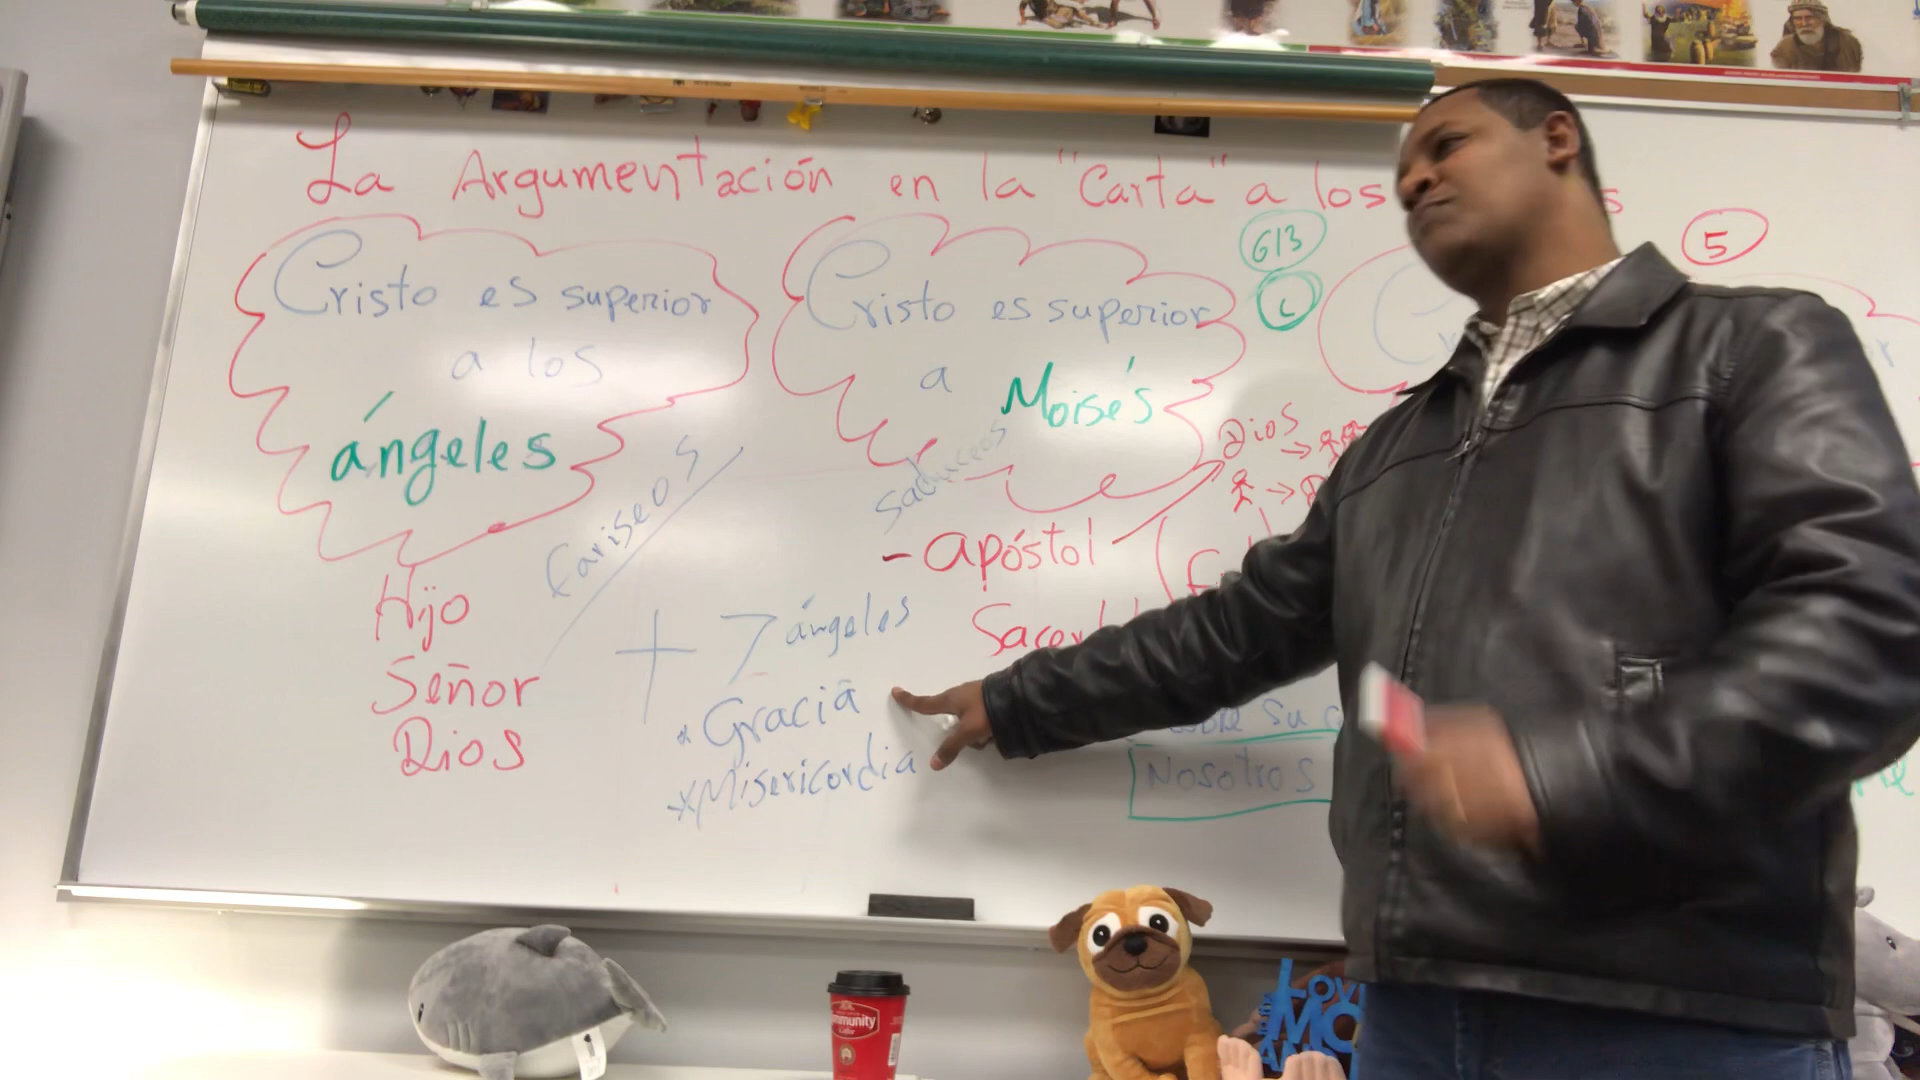 La Argumentación en la "Carta" a los
Cristo es superior
a los
ángeles
Hijo
Señor
Dios
fariseos
Cristo es superior
a Moisés
saduceos
613
5
Dios
- apóstol
+ 7 ángeles
* Gracia
* Misericordia
su
Nosotros